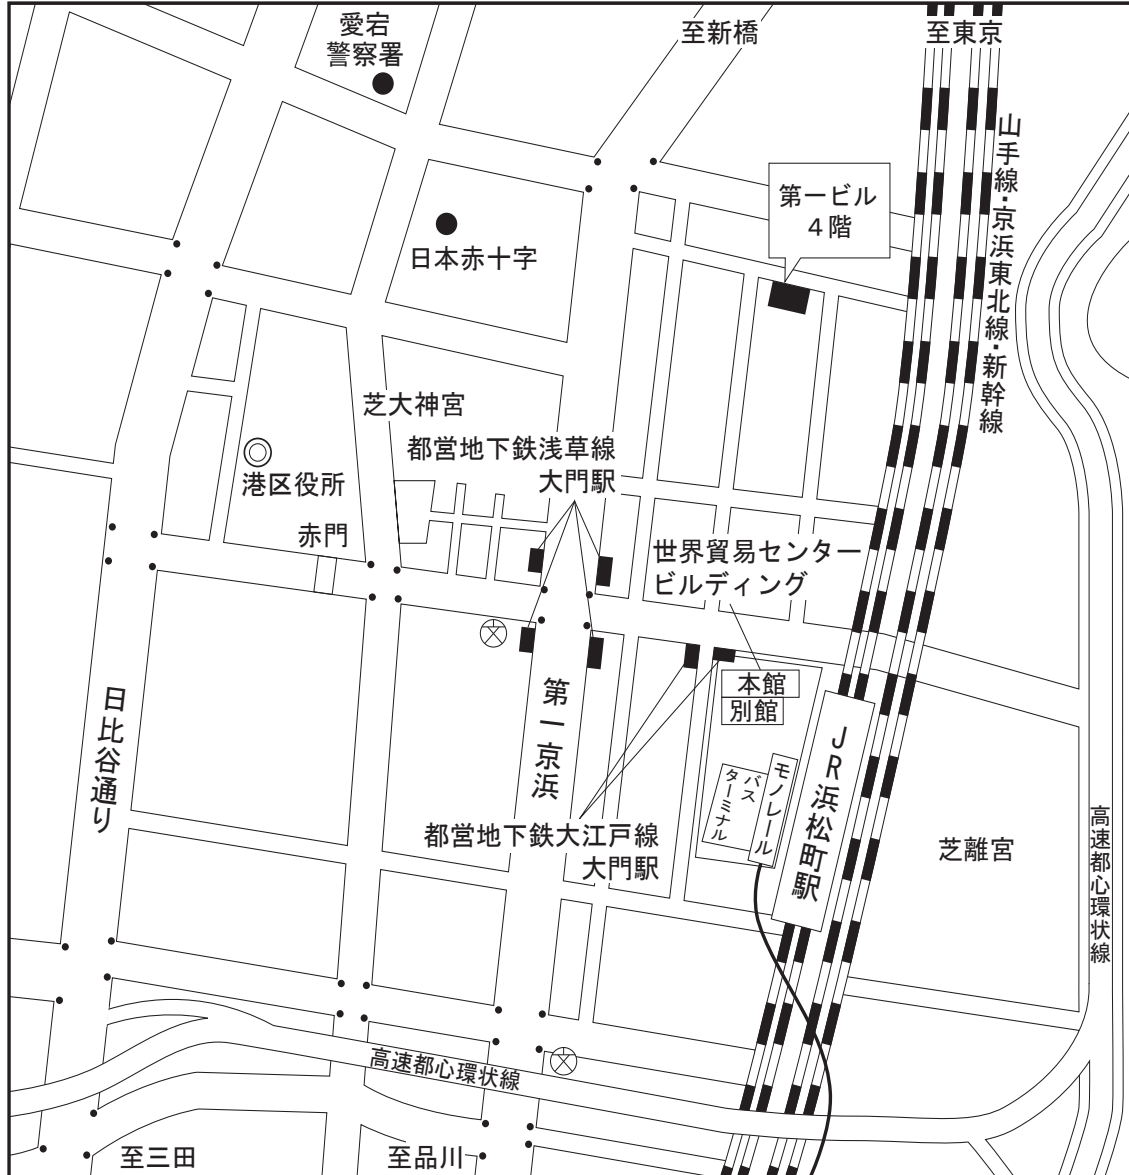 愛宕
警察署
至新橋
至東京
山手線・京浜東北線・新幹線
第一ビル
４階
日本赤十字
芝大神宮
都営地下鉄浅草線
大門駅
港区役所
赤門
世界貿易センター
ビルディング
本館
別館
日比谷通り
第一京浜
JR浜松町駅
モノレール
バス
ターミナル
都営地下鉄大江戸線
大門駅
芝離宮
高速都心環状線
高速都心環状線
至三田
至品川